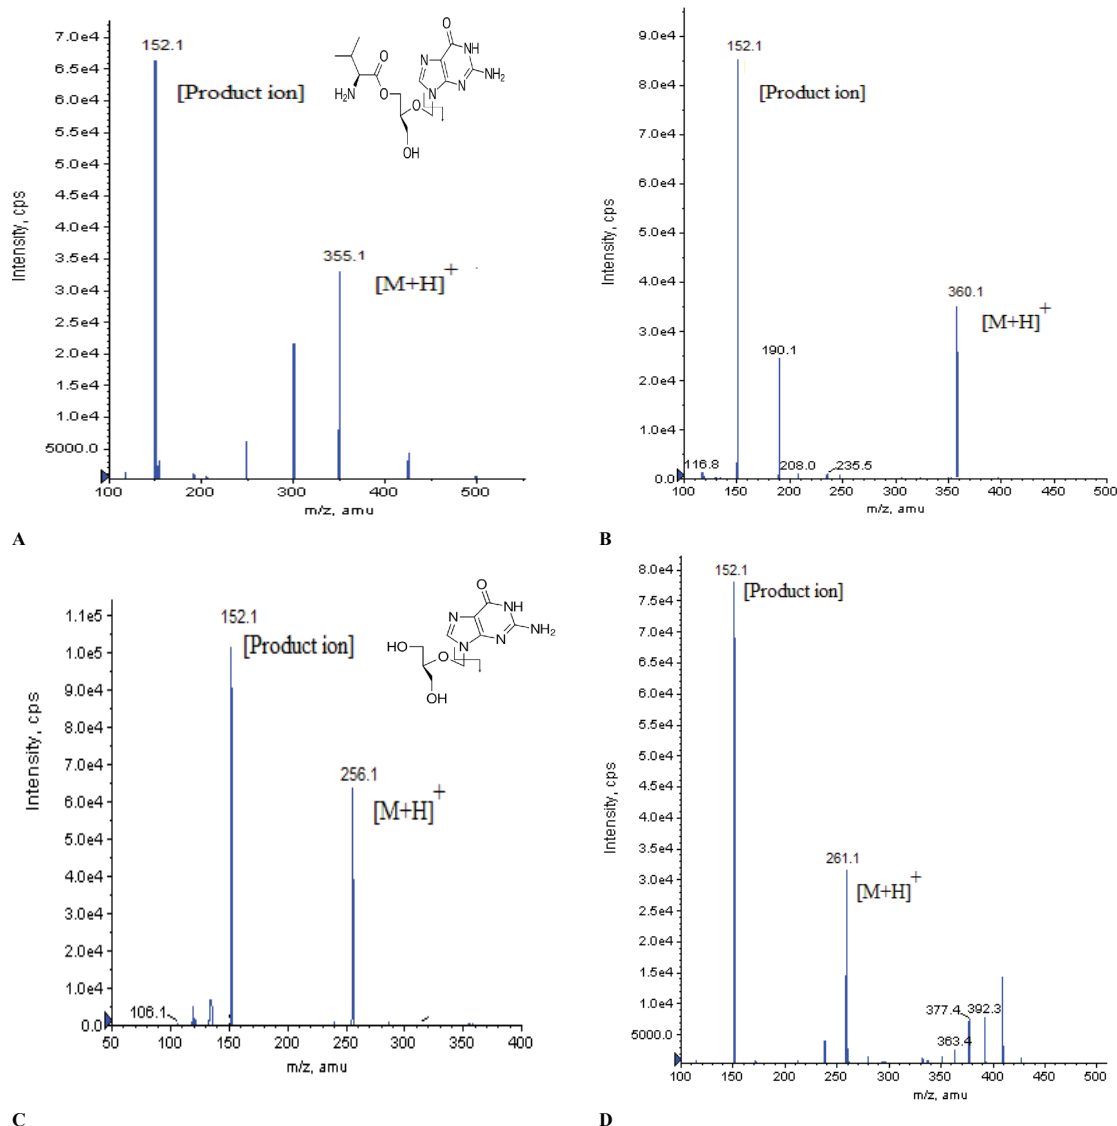 7.0e4
6.5e4
6.0e4
5.5e4
5.0e4
4.5e4
4.0e4
3.5e4
3.0e4
2.5e4
2.0e4
1.5e4
1.0e4
5000.0
Intensity, cps
152.1
[Product ion]
355.1
[M+H]+
O
N
NH
N
N
NH2
O
O
H2N
O
OH
100 200 300 400 500
m/z, amu
A
9.0e4
8.0e4
7.0e4
6.0e4
5.0e4
4.0e4
3.0e4
2.0e4
1.0e4
0.0
Intensity, cps
152.1
[Product ion]
360.1
[M+H]+
190.1
116.8
208.0
235.5
100 150 200 250 300 350 400 450 500
m/z, amu
B
1.1e5
1.0e5
9.0e4
8.0e4
7.0e4
6.0e4
5.0e4
4.0e4
3.0e4
2.0e4
1.0e4
0.0
Intensity, cps
152.1
[Product ion]
256.1
[M+H]+
106.1
O
N
NH
N
N
NH2
HO
O
OH
50 100 150 200 250 300 350 400
m/z, amu
C
8.0e4
7.5e4
7.0e4
6.5e4
6.0e4
5.5e4
5.0e4
4.5e4
4.0e4
3.5e4
3.0e4
2.5e4
2.0e4
1.5e4
1.0e4
5000.0
Intensity, cps
152.1
[Product ion]
261.1
[M+H]+
377.4
392.3
363.4
100 150 200 250 300 350 400 450 500
m/z, amu
D